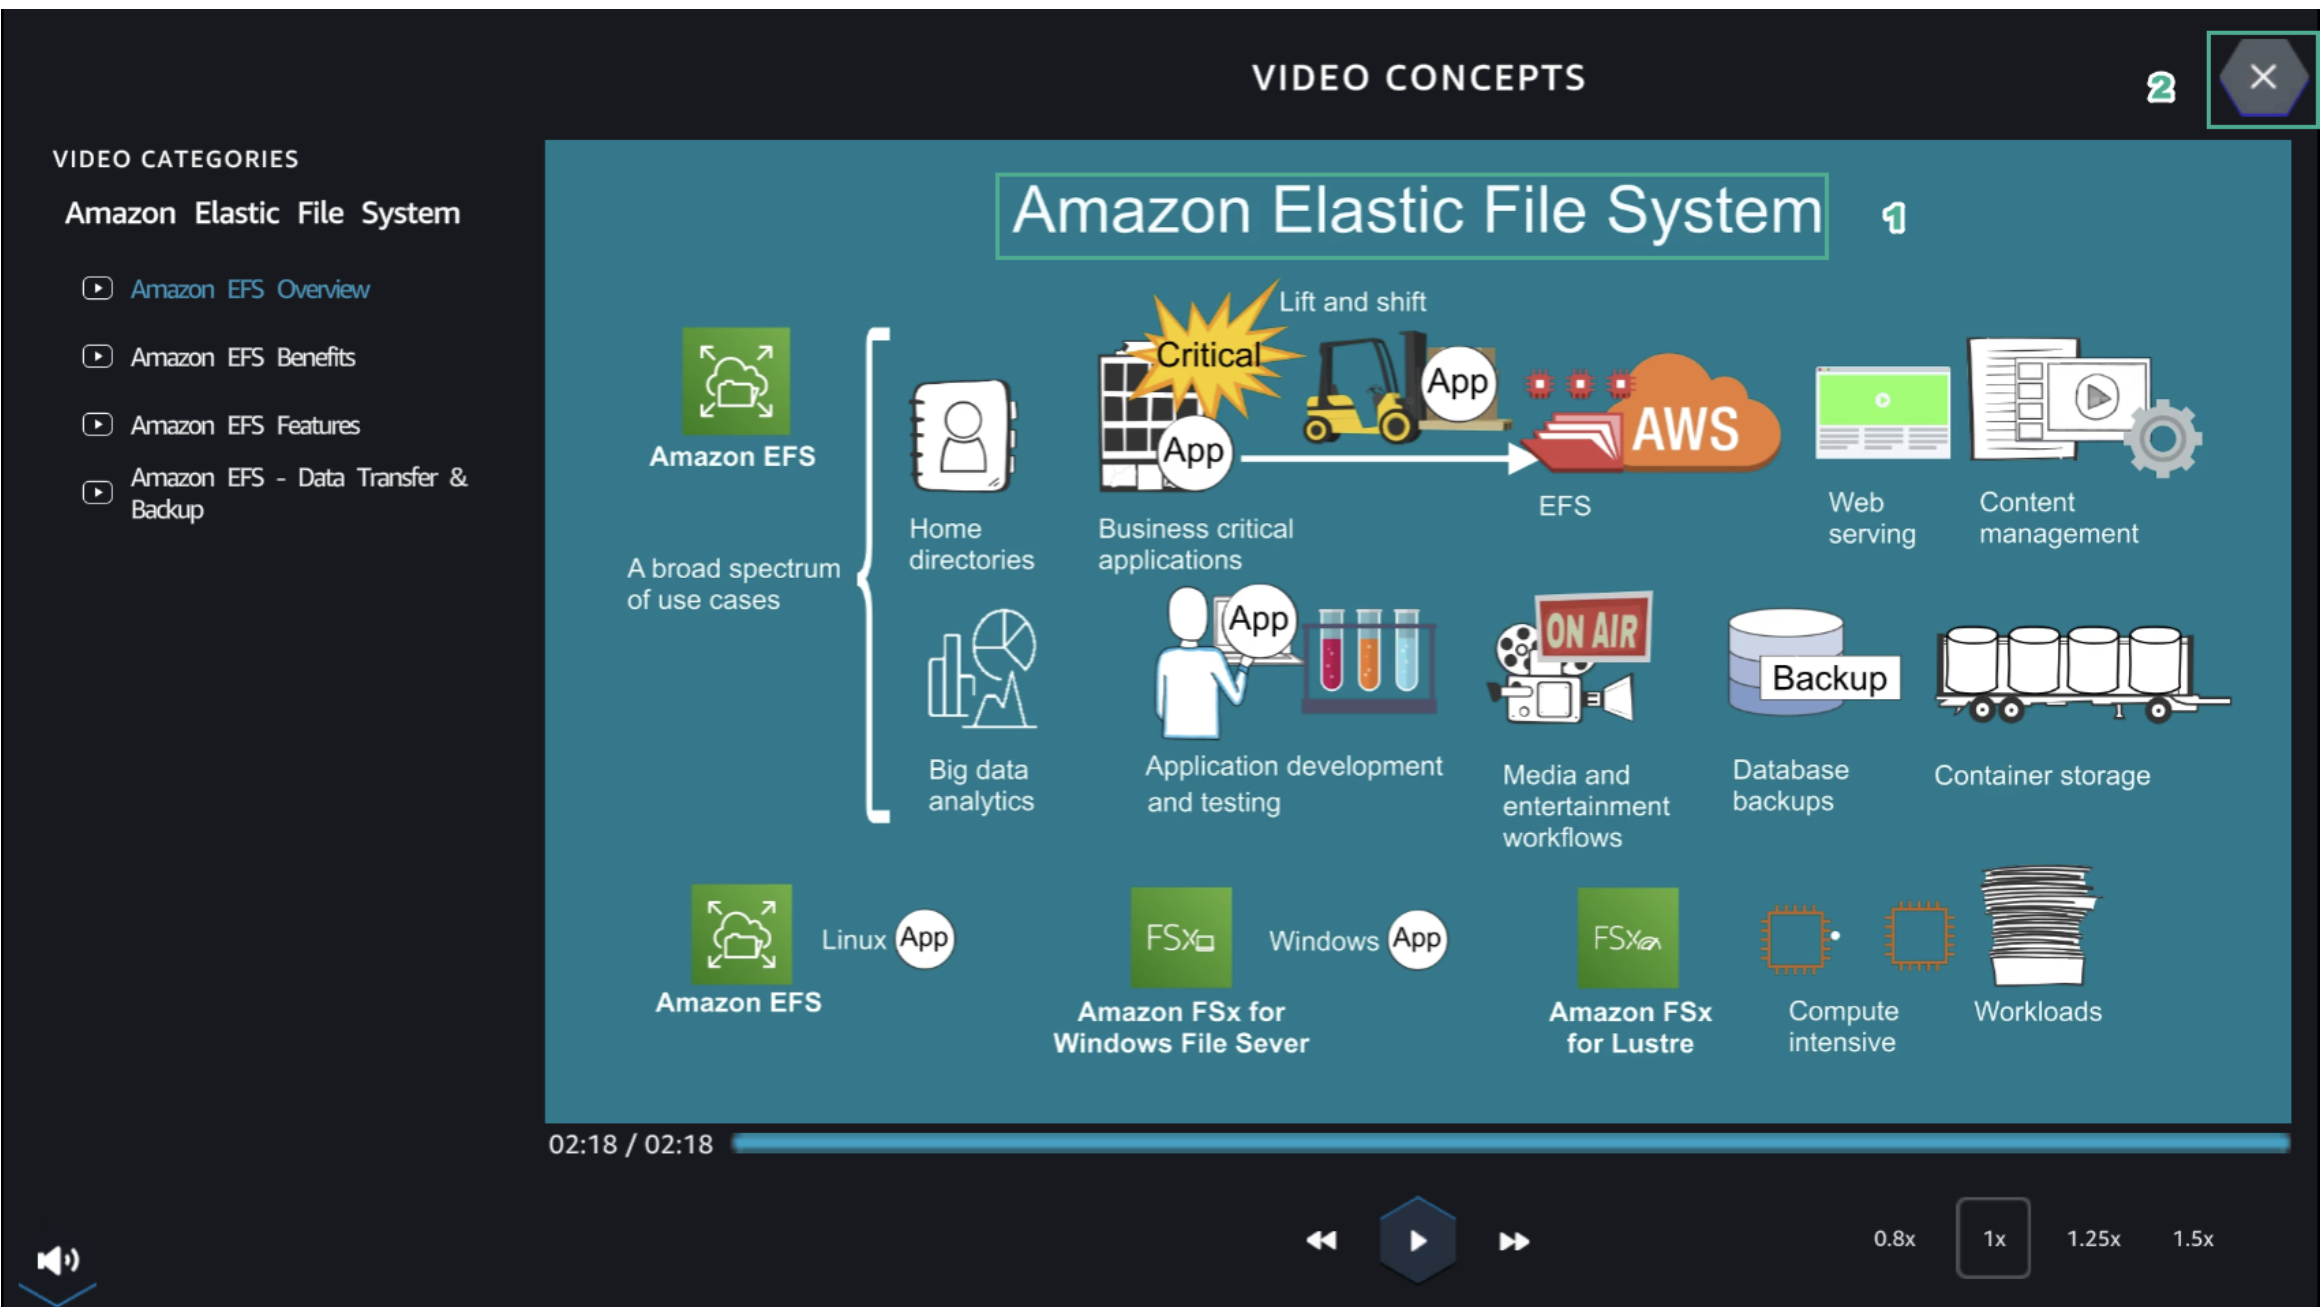 VIDEO CONCEPTS
2
VIDEO CATEGORIES
Amazon Elastic File System
Amazon EFS Overview
Amazon EFS Benefits
Amazon EFS Features
Amazon EFS - Data Transfer &
Backup
Amazon Elastic File System
1
Lift and shift
Critical
App
App
AWS
Amazon EFS
EFS
Web
serving
Content
management
Home
directories
Business critical
applications
A broad spectrum
of use cases
App
ON AIR
Backup
Big data
analytics
Application development
and testing
Media and
entertainment
workflows
Database
backups
Container storage
Linux App
FSx
Windows App
FSx
Amazon EFS
Amazon FSx for
Windows File Sever
Amazon FSx
for Lustre
Compute
intensive
Workloads
02:18 / 02:18
0.8x
1x
1.25x
1.5x